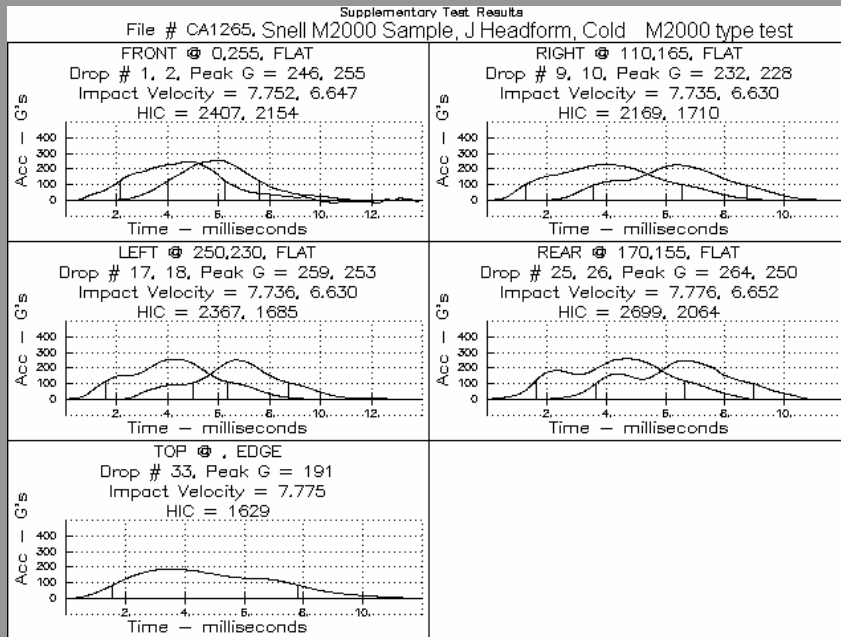 Supplementary Test Results
File # CA1265, Snell M2000 Sample, J Headform, Cold M2000 type test
FRONT @ 0,255, FLAT
Drop # 1, 2, Peak G = 246, 255
Impact Velocity = 7.752, 6.647
HIC = 2407, 2154
Acc – G's
400
300
200
100
0
2. 4. 6. 8. 10. 12.
Time – milliseconds
RIGHT @ 110,165, FLAT
Drop # 9, 10, Peak G = 232, 228
Impact Velocity = 7.735, 6.630
HIC = 2169, 1710
Acc – G's
400
300
200
100
0
2. 4. 6. 8. 10.
Time – milliseconds
LEFT @ 250,230, FLAT
Drop # 17, 18, Peak G = 259, 253
Impact Velocity = 7.736, 6.630
HIC = 2367, 1685
Acc – G's
400
300
200
100
0
2. 4. 6. 8. 10. 12.
Time – milliseconds
REAR @ 170,155, FLAT
Drop # 25, 26, Peak G = 264, 250
Impact Velocity = 7.776, 6.652
HIC = 2699, 2064
Acc – G's
400
300
200
100
0
2. 4. 6. 8. 10.
Time – milliseconds
TOP @ , EDGE
Drop # 33, Peak G = 191
Impact Velocity = 7.775
HIC = 1629
Acc – G's
400
300
200
100
0
2. 4. 6. 8. 10.
Time – milliseconds